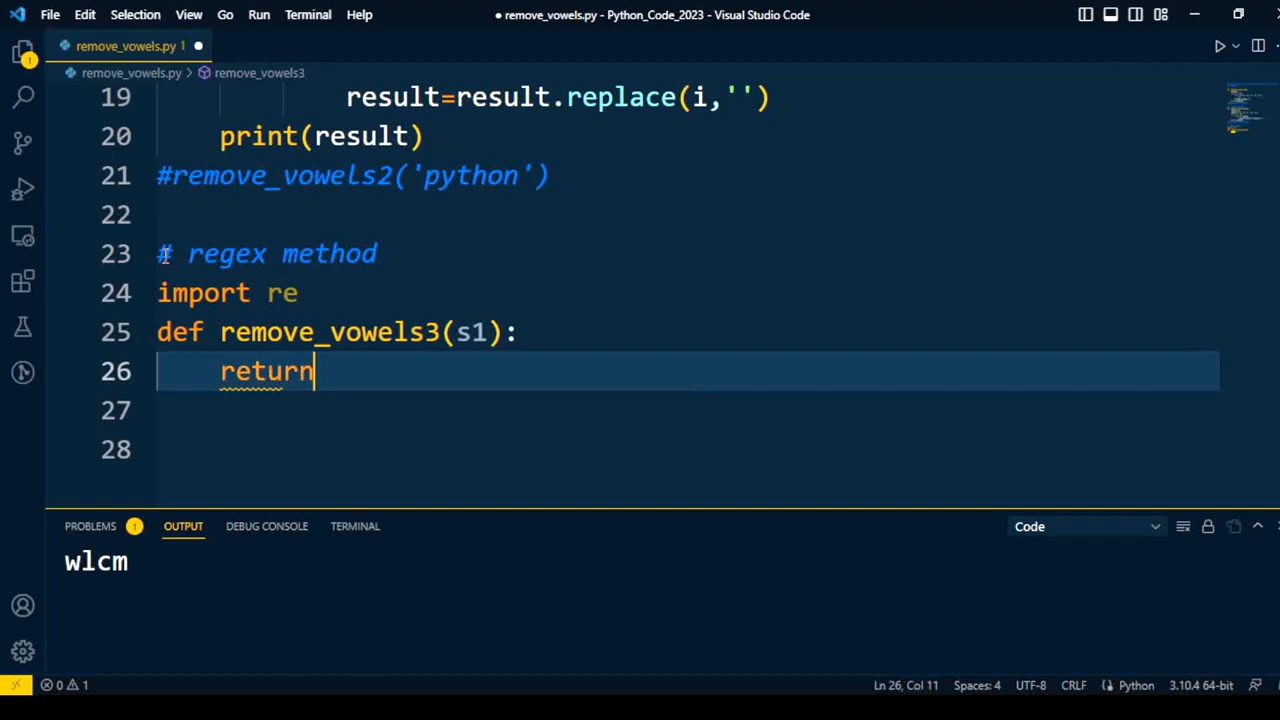 File Edit Selection View Go Run Terminal Help
● remove_vowels.py - Python_Code_2023 - Visual Studio Code
1
remove_vowels.py 1 ●
remove_vowels.py > remove_vowels3
19 result=result.replace(i,'')
20 print(result)
21 #remove_vowels2('python')
22
23 # regex method
24 import re
25 def remove_vowels3(s1):
26 return
27
28
PROBLEMS 1 OUTPUT DEBUG CONSOLE TERMINAL
Code
wlcm
0 1 Ln 26, Col 11 Spaces: 4 UTF-8 CRLF Python 3.10.4 64-bit